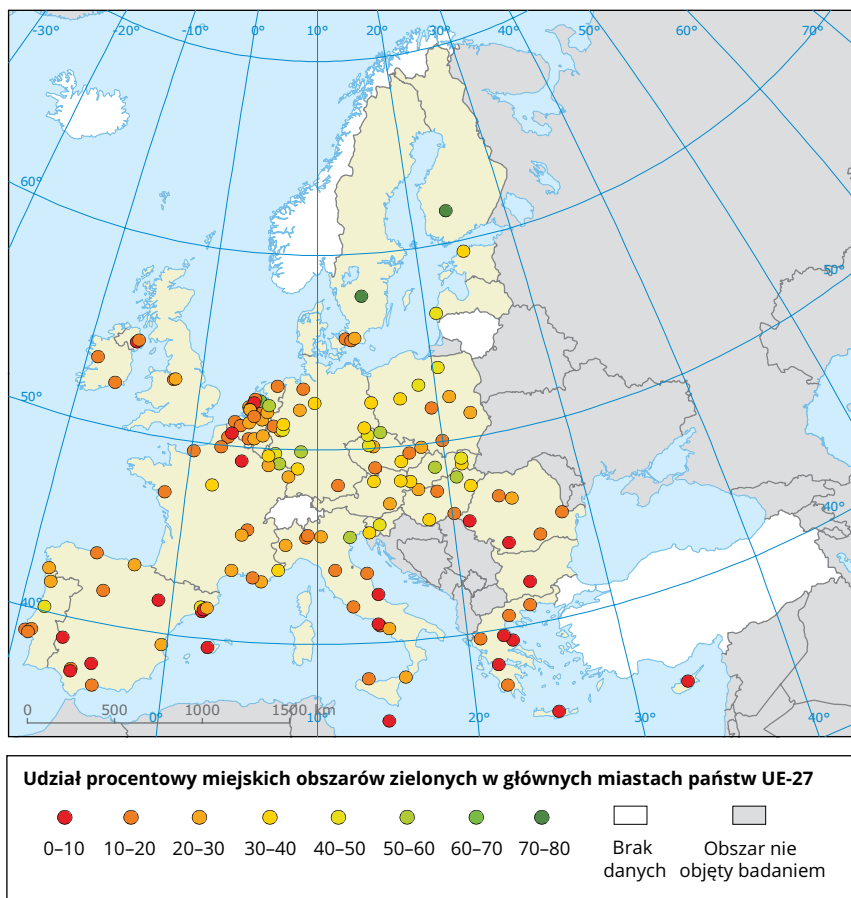 -30° -20° -10° 0° 10° 20° 30° 40° 50° 60° 70°
60°
60°
50°
50°
50°
40°
40°
0 500 1000 1500 km
0° 10° 20° 30° 40°
Udział procentowy miejskich obszarów zielonych w głównych miastach państw UE-27
0–10 10–20 20–30 30–40 40–50 50–60 60–70 70–80 Brak danych Obszar nie objęty badaniem